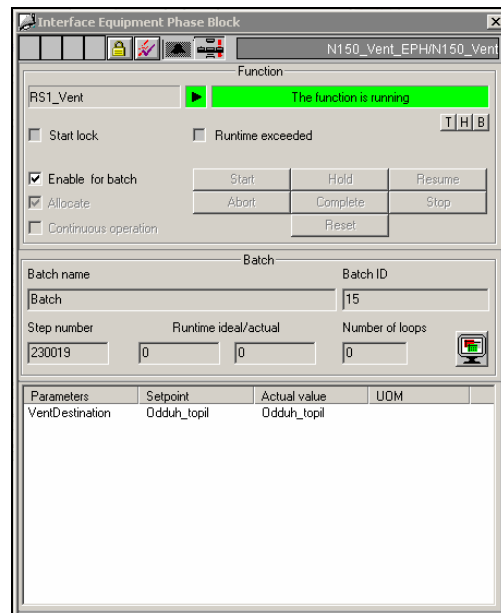 Interface Equipment Phase Block
N150_Vent_EPH/N150_Vent
Function
RS1_Vent
The function is running
T H B
Start lock
Runtime exceeded
Enable for batch
Start Hold Resume
Allocate
Abort Complete Stop
Continuous operation
Reset
Batch
Batch name Batch ID
Batch 15
Step number Runtime ideal/actual Number of loops
230019 0 0 0
Parameters Setpoint Actual value UOM
VentDestination Odduh_topil Odduh_topil